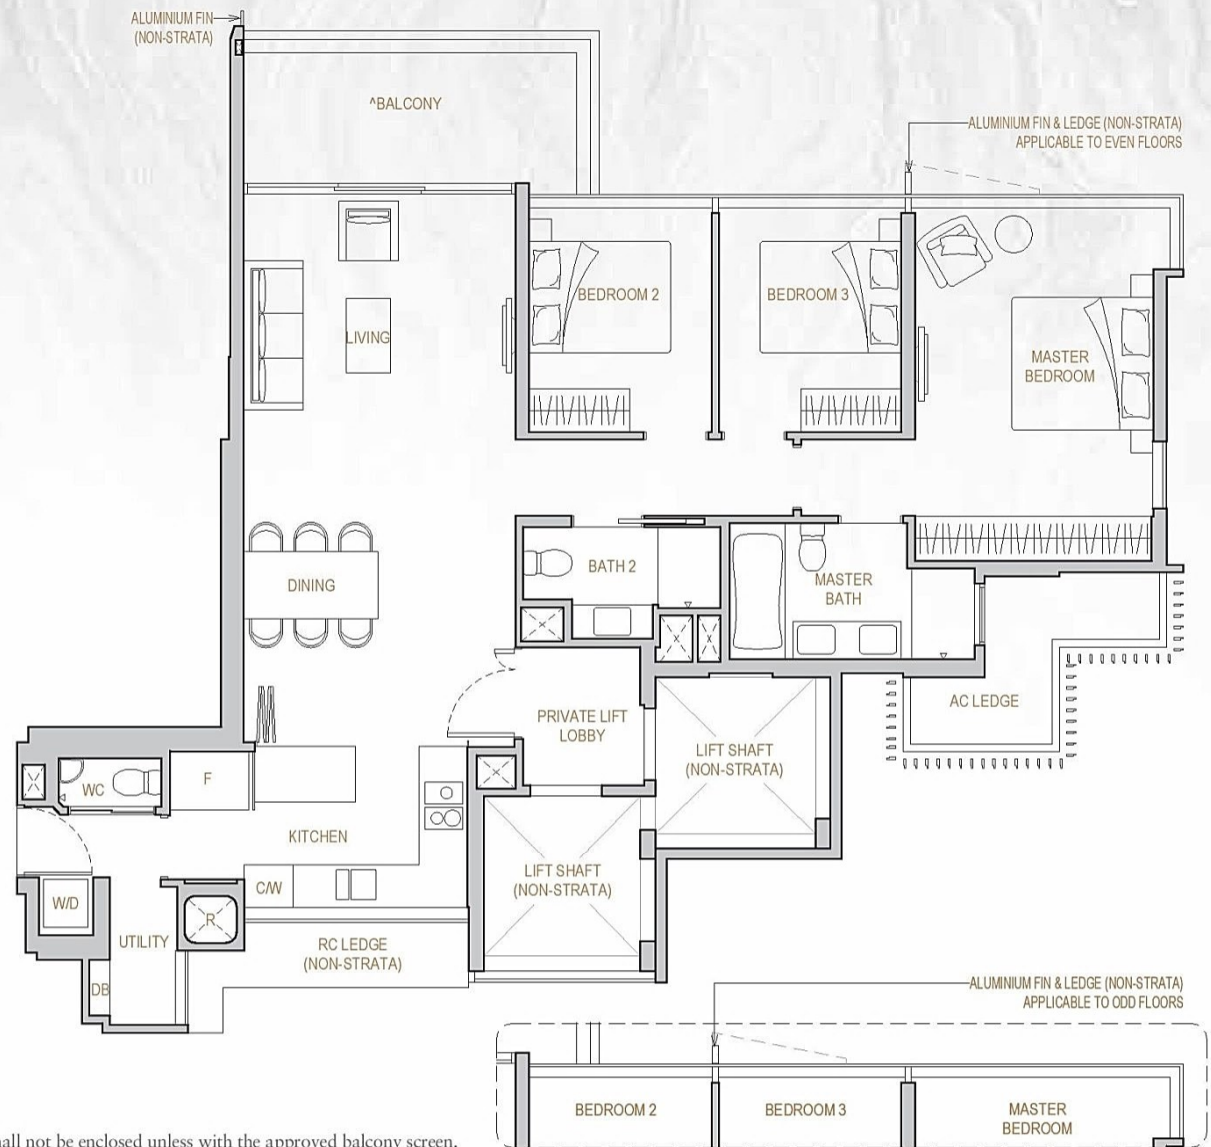 ALUMINIUM FIN
(NON-STRATA)
^BALCONY
ALUMINIUM FIN & LEDGE (NON-STRATA)
APPLICABLE TO EVEN FLOORS
BEDROOM 2
BEDROOM 3
LIVING
MASTER
BEDROOM
DINING
BATH 2
MASTER
BATH
AC LEDGE
PRIVATE LIFT
LOBBY
LIFT SHAFT
(NON-STRATA)
WC
F
KITCHEN
LIFT SHAFT
(NON-STRATA)
C/W
W/D
R
UTILITY
RC LEDGE
(NON-STRATA)
DB
ALUMINIUM FIN & LEDGE (NON-STRATA)
APPLICABLE TO ODD FLOORS
BEDROOM 2
BEDROOM 3
MASTER
BEDROOM
hall not be enclosed unless with the approved balcony screen.